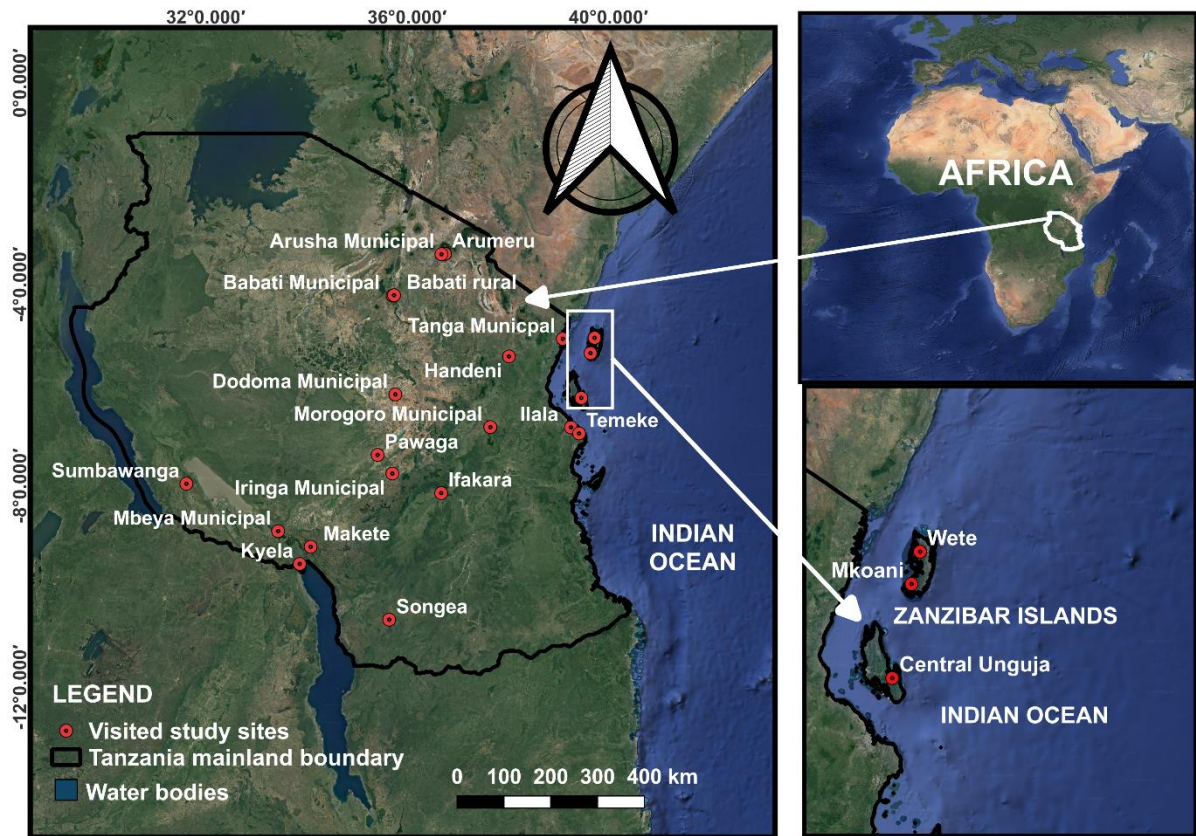 32°0.000' 36°0.000' 40°0.000'
0°0.000'
-4°0.000'
-8°0.000'
-12°0.000'
Arusha Municipal Arumeru
Babati Municipal Babati rural
Tanga Municpal
Handeni
Dodoma Municipal
Morogoro Municipal Ilala Temeke
Pawaga
Sumbawanga
Iringa Municipal Ifakara
Mbeya Municipal
Makete
Kyela
Songea
INDIAN
OCEAN
LEGEND
Visited study sites
Tanzania mainland boundary
Water bodies
0 100 200 300 400 km
AFRICA
Wete
Mkoani
ZANZIBAR ISLANDS
Central Unguja
INDIAN OCEAN